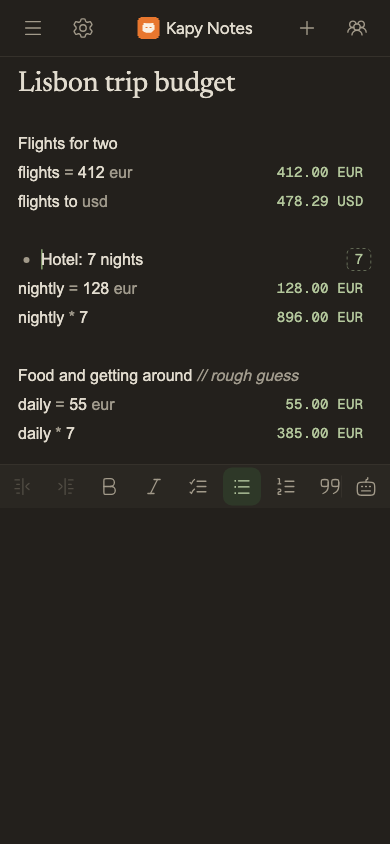 Kapy Notes
Lisbon trip budget
Flights for two
flights = 412 eur 412.00 EUR
flights to usd 478.29 USD
• Hotel: 7 nights 7
nightly = 128 eur 128.00 EUR
nightly * 7 896.00 EUR
Food and getting around // rough guess
daily = 55 eur 55.00 EUR
daily * 7 385.00 EUR